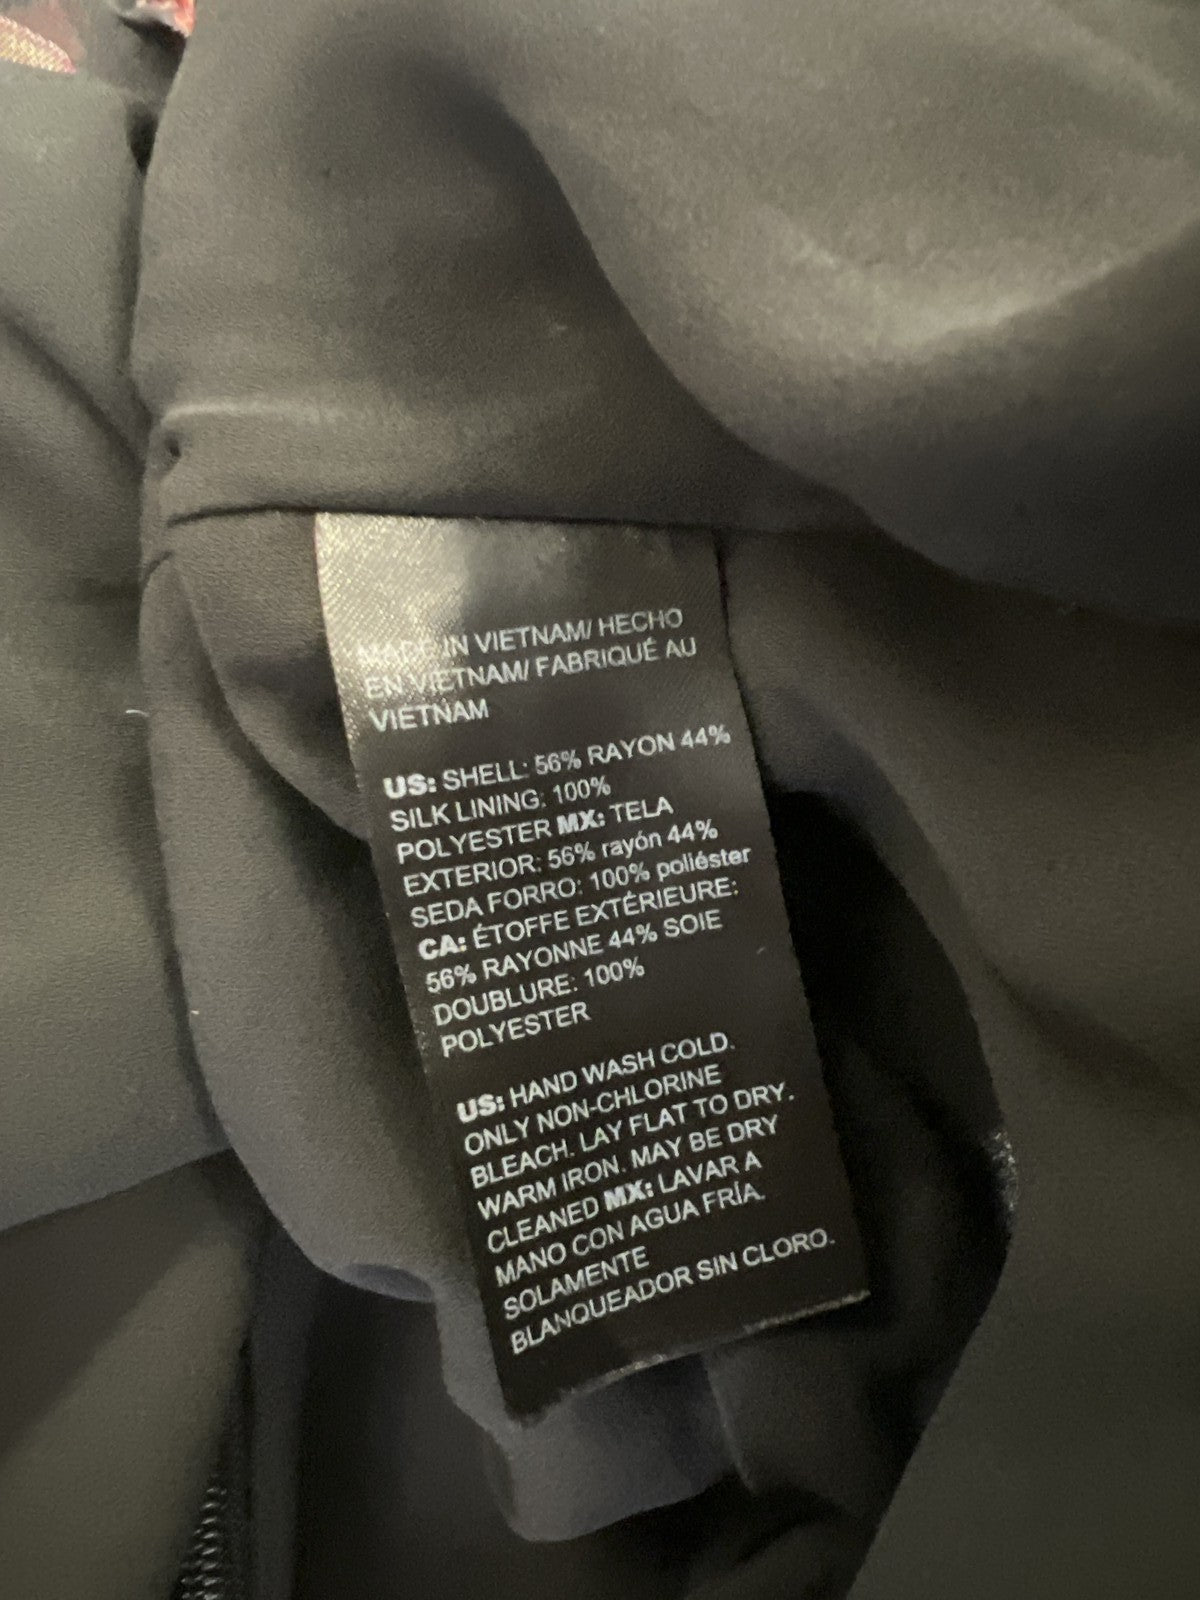 MADE IN VIETNAM/ HECHO
EN VIETNAM/ FABRIQUÉ AU
VIETNAM
US: SHELL: 56% RAYON 44%
SILK LINING: 100%
POLYESTER MX: TELA
EXTERIOR: 56% rayón 44%
SEDA FORRO: 100% poliéster
CA: ÉTOFFE EXTÉRIEURE:
56% RAYONNE 44% SOIE
DOUBLURE: 100%
POLYESTER
US: HAND WASH COLD.
ONLY NON-CHLORINE
BLEACH. LAY FLAT TO DRY.
WARM IRON. MAY BE DRY
CLEANED MX: LAVAR A
MANO CON AGUA FRÍA.
SOLAMENTE
BLANQUEADOR SIN CLORO.